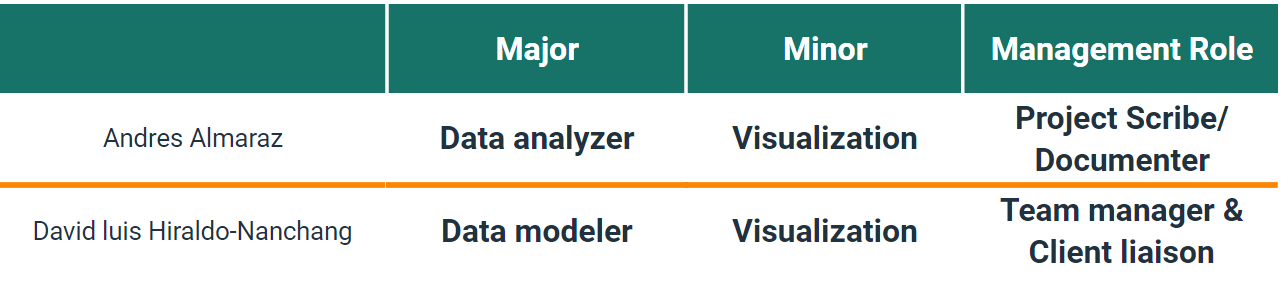 Major Minor Management Role
Andres Almaraz Data analyzer Visualization Project Scribe/
Documenter
David luis Hiraldo-Nanchang Data modeler Visualization Team manager &
Client liaison